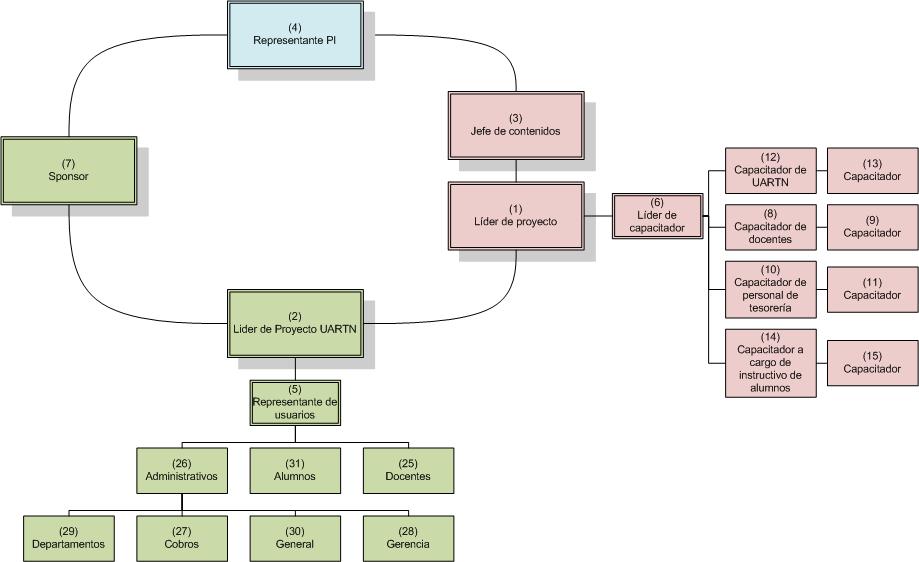 (4)
Representante PI
(3)
Jefe de contenidos
(7)
Sponsor
(1)
Líder de proyecto
(6)
Líder de
capacitador
(12)
Capacitador de
UARTN
(13)
Capacitador
(8)
Capacitador de
docentes
(9)
Capacitador
(10)
Capacitador de
personal de
tesorería
(11)
Capacitador
(14)
Capacitador a
cargo de
instructivo de
alumnos
(15)
Capacitador
(2)
Lider de Proyecto UARTN
(5)
Representante de
usuarios
(26)
Administrativos
(31)
Alumnos
(25)
Docentes
(29)
Departamentos
(27)
Cobros
(30)
General
(28)
Gerencia